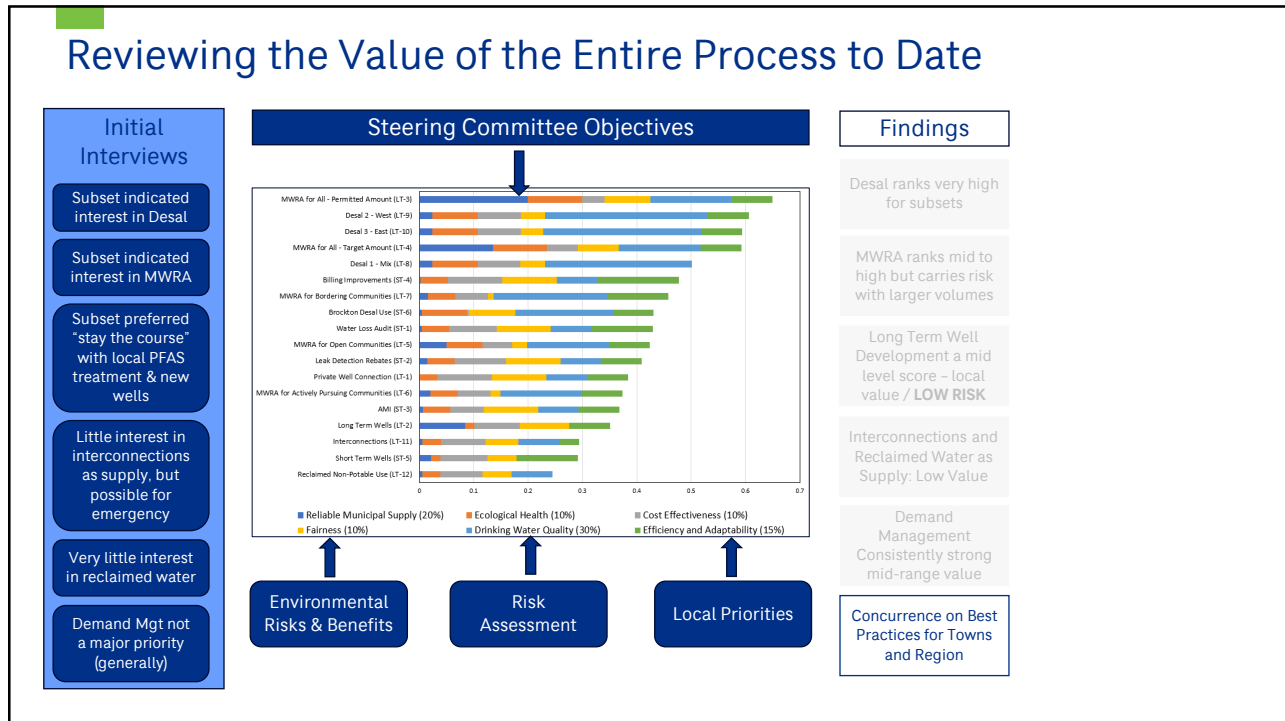 Reviewing the Value of the Entire Process to Date
Initial
Interviews
Subset indicated
interest in Desal
Subset indicated
interest in MWRA
Subset preferred
“stay the course”
with local PFAS
treatment & new
wells
Little interest in
interconnections
as supply, but
possible for
emergency
Very little interest
in reclaimed water
Demand Mgt not
a major priority
(generally)
Steering Committee Objectives
MWRA for All - Permitted Amount (LT-3)
Desal 2 - West (LT-9)
Desal 3 - East (LT-10)
MWRA for All - Target Amount (LT-4)
Desal 1 - Mix (LT-8)
Billing Improvements (ST-4)
MWRA for Bordering Communities (LT-7)
Brockton Desal Use (ST-6)
Water Loss Audit (ST-1)
MWRA for Open Communities (LT-5)
Leak Detection Rebates (ST-2)
Private Well Connection (LT-1)
MWRA for Actively Pursuing Communities (LT-6)
AMI (ST-3)
Long Term Wells (LT-2)
Interconnections (LT-11)
Short Term Wells (ST-5)
Reclaimed Non-Potable Use (LT-12)
0 0.1 0.2 0.3 0.4 0.5 0.6 0.7
Reliable Municipal Supply (20%) Ecological Health (10%) Cost Effectiveness (10%)
Fairness (10%) Drinking Water Quality (30%) Efficiency and Adaptability (15%)
Environmental
Risks & Benefits
Risk
Assessment
Local Priorities
Findings
Desal ranks very high
for subsets
MWRA ranks mid to
high but carries risk
with larger volumes
Long Term Well
Development a mid
level score – local
value / LOW RISK
Interconnections and
Reclaimed Water as
Supply: Low Value
Demand
Management
Consistently strong
mid-range value
Concurrence on Best
Practices for Towns
and Region